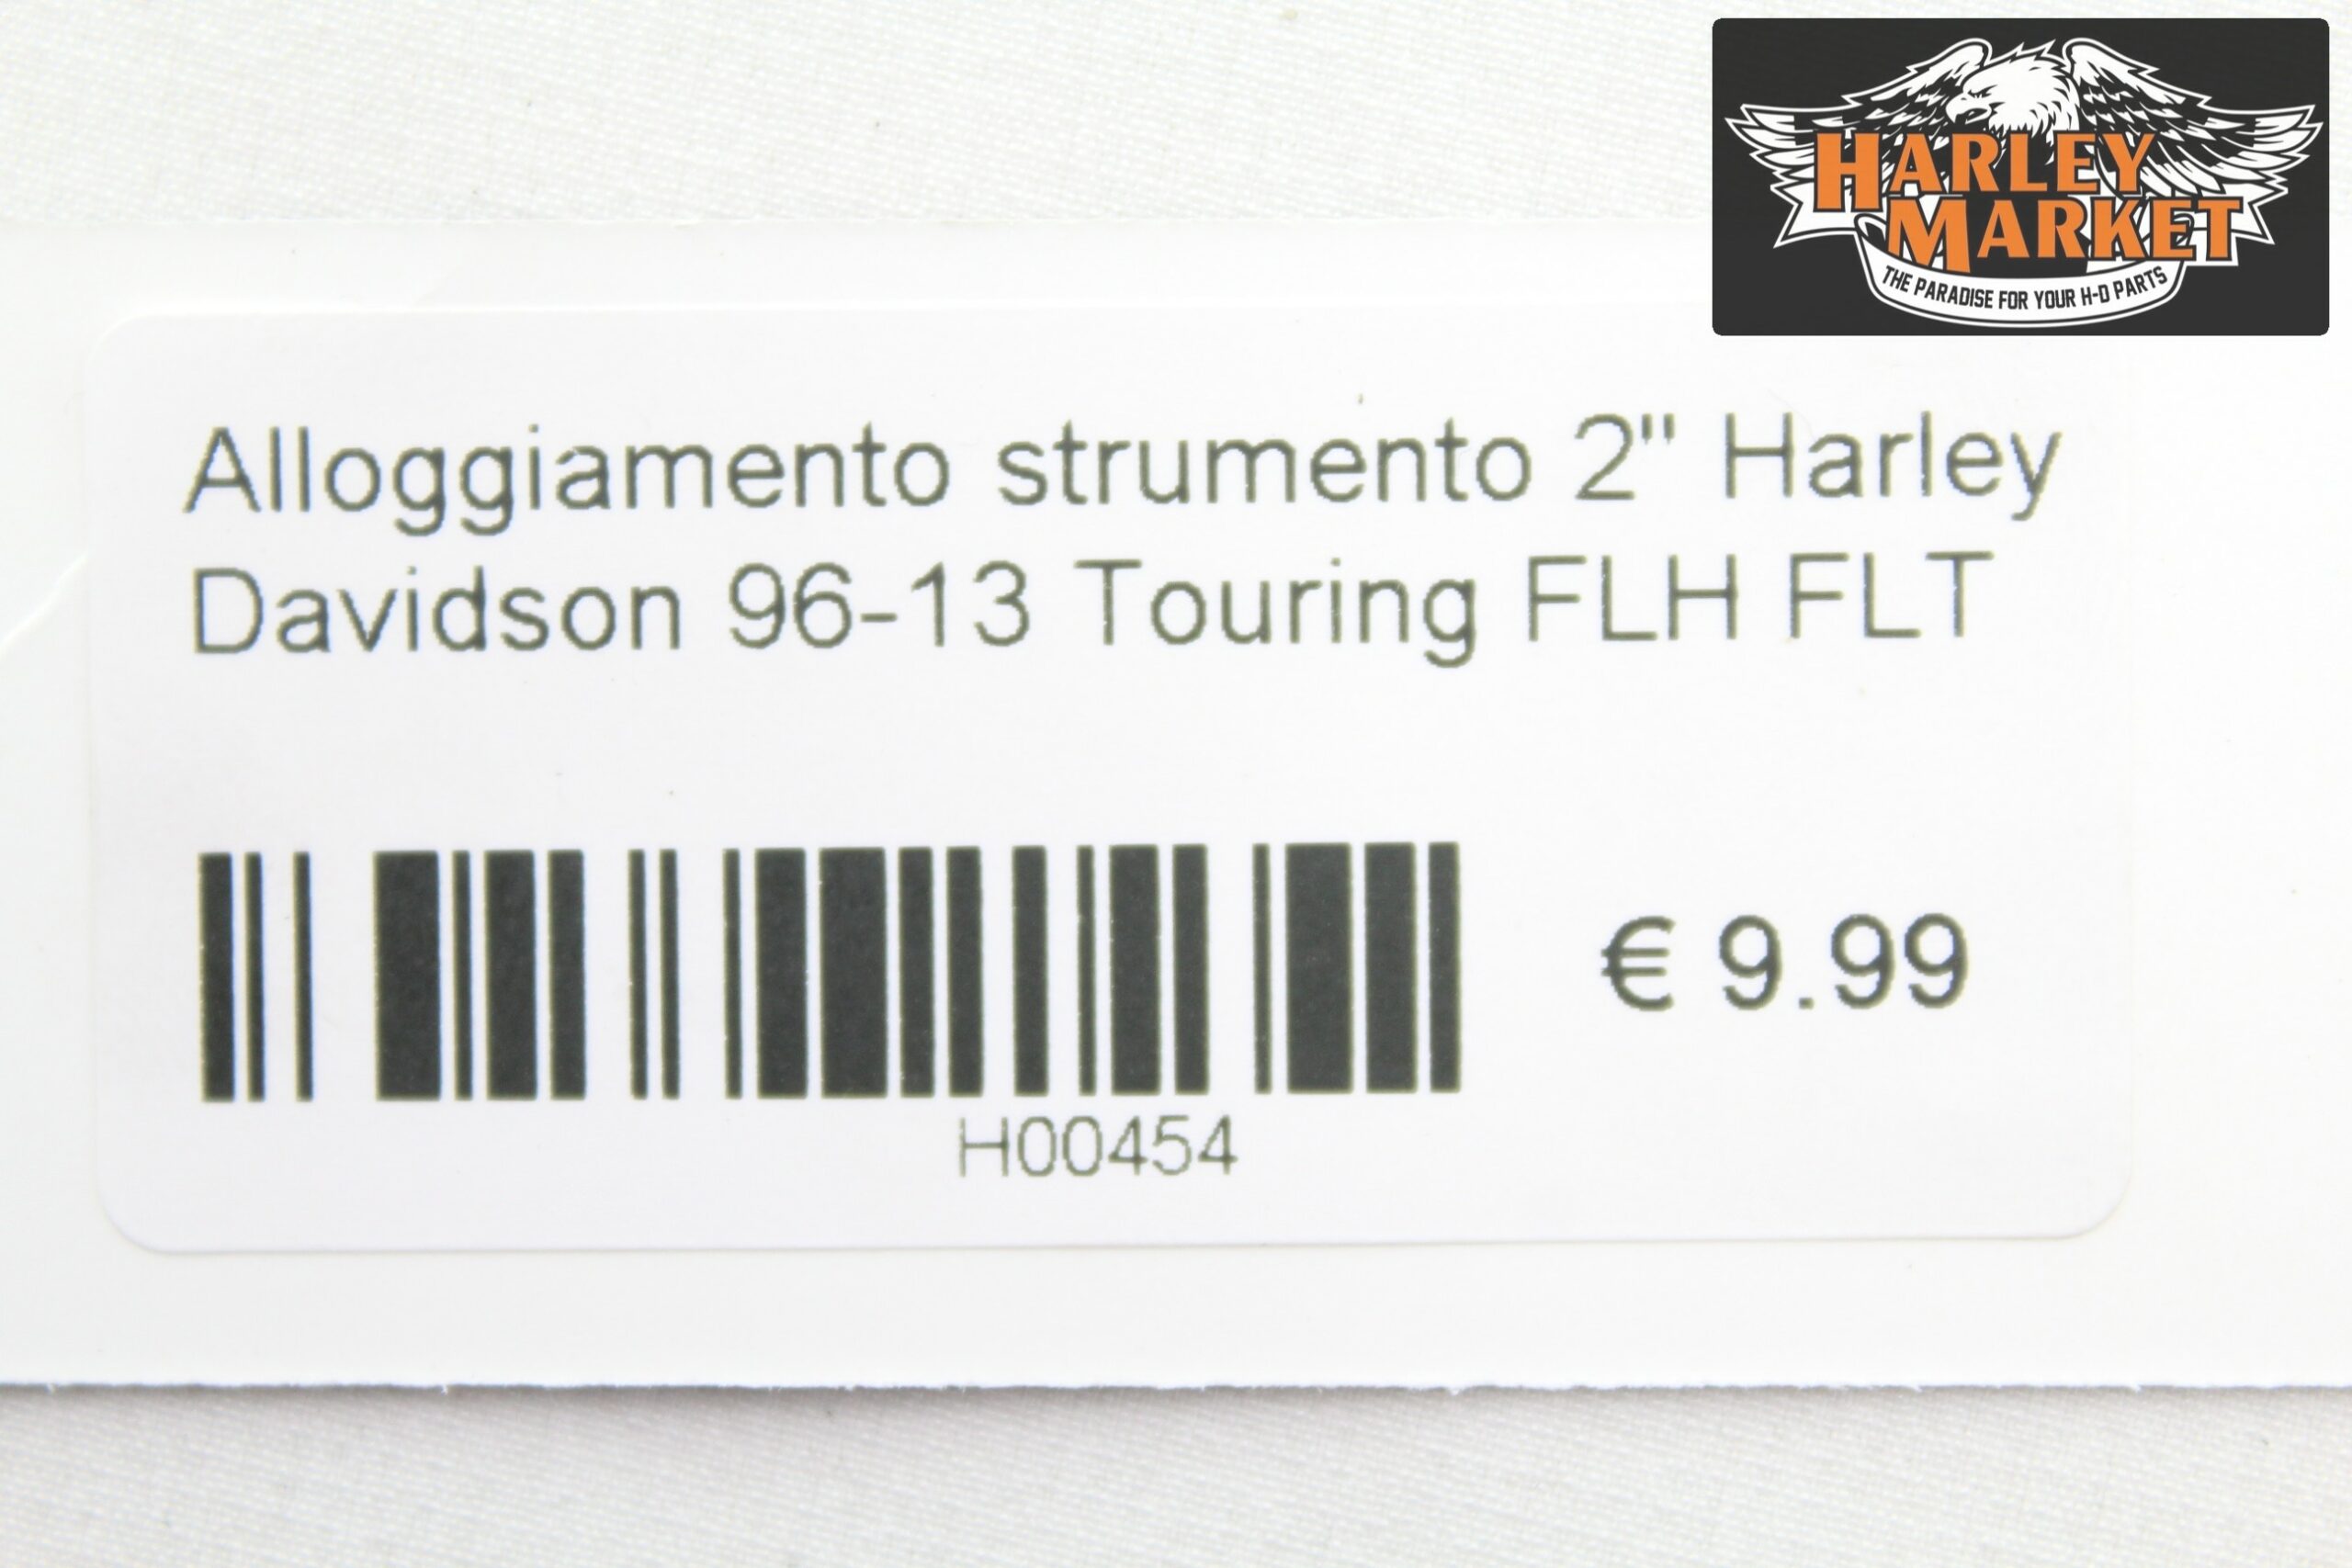 HARLEY
MARKET
THE PARADISE FOR YOUR H-D PARTS
Alloggiamento strumento 2" Harley
Davidson 96-13 Touring FLH FLT
€ 9.99
H00454